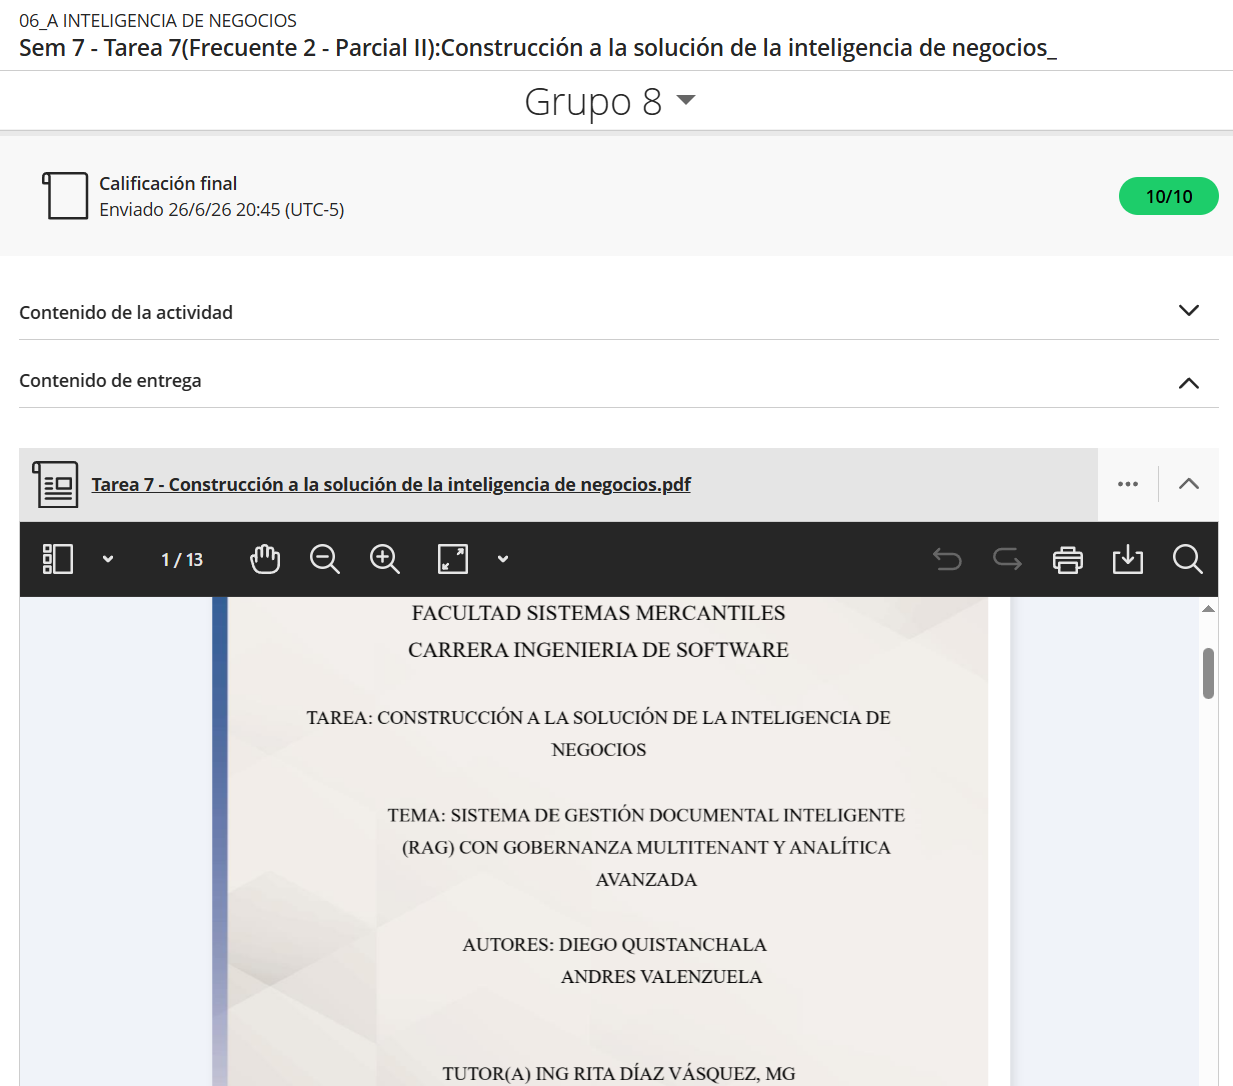 06_A INTELIGENCIA DE NEGOCIOS
Sem 7 - Tarea 7(Frecuente 2 - Parcial II):Construcción a la solución de la inteligencia de negocios_
Grupo 8
Calificación final
Enviado 26/6/26 20:45 (UTC-5)
10/10
Contenido de la actividad
Contenido de entrega
Tarea 7 - Construcción a la solución de la inteligencia de negocios.pdf
1 / 13
FACULTAD SISTEMAS MERCANTILES
CARRERA INGENIERIA DE SOFTWARE
TAREA: CONSTRUCCIÓN A LA SOLUCIÓN DE LA INTELIGENCIA DE
NEGOCIOS
TEMA: SISTEMA DE GESTIÓN DOCUMENTAL INTELIGENTE
(RAG) CON GOBERNANZA MULTITENANT Y ANALÍTICA
AVANZADA
AUTORES: DIEGO QUISTANCHALA
ANDRES VALENZUELA
TUTOR(A) ING RITA DÍAZ VÁSQUEZ, MG